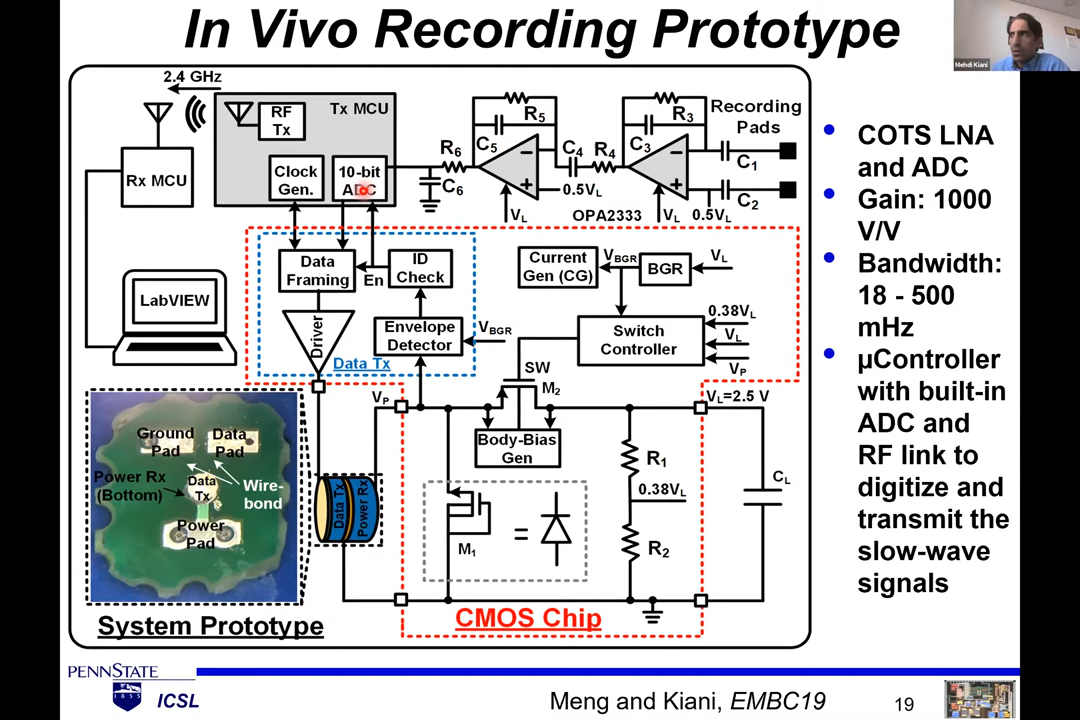 In Vivo Recording Prototype
Mehdi Kiani
2.4 GHz
RF
Tx
Tx MCU
Rx MCU
Clock
Gen.
10-bit
ADC
R6
C6
C5
R5
C4
R4
C3
R3
Recording
Pads
C1
C2
0.5VL
VL
OPA2333
VL
0.5VL
Data
Framing
En
ID
Check
Driver
Envelope
Detector
VBGR
Data Tx
Current
Gen (CG)
VBGR
BGR
VL
Switch
Controller
0.38VL
VL
VP
LabVIEW
SW
M2
VP
VL=2.5 V
Body-Bias
Gen
R1
0.38VL
R2
CL
M1
=
Data Tx
Power Rx
CMOS Chip
Ground
Pad
Data
Pad
Power Rx
(Bottom)
Data
Tx
Wire-
bond
Power
Pad
System Prototype
• COTS LNA
and ADC
• Gain: 1000
V/V
• Bandwidth:
18 - 500
mHz
• µController
with built-in
ADC and
RF link to
digitize and
transmit the
slow-wave
signals
PENNSTATE
1855
ICSL
Meng and Kiani, EMBC19
19